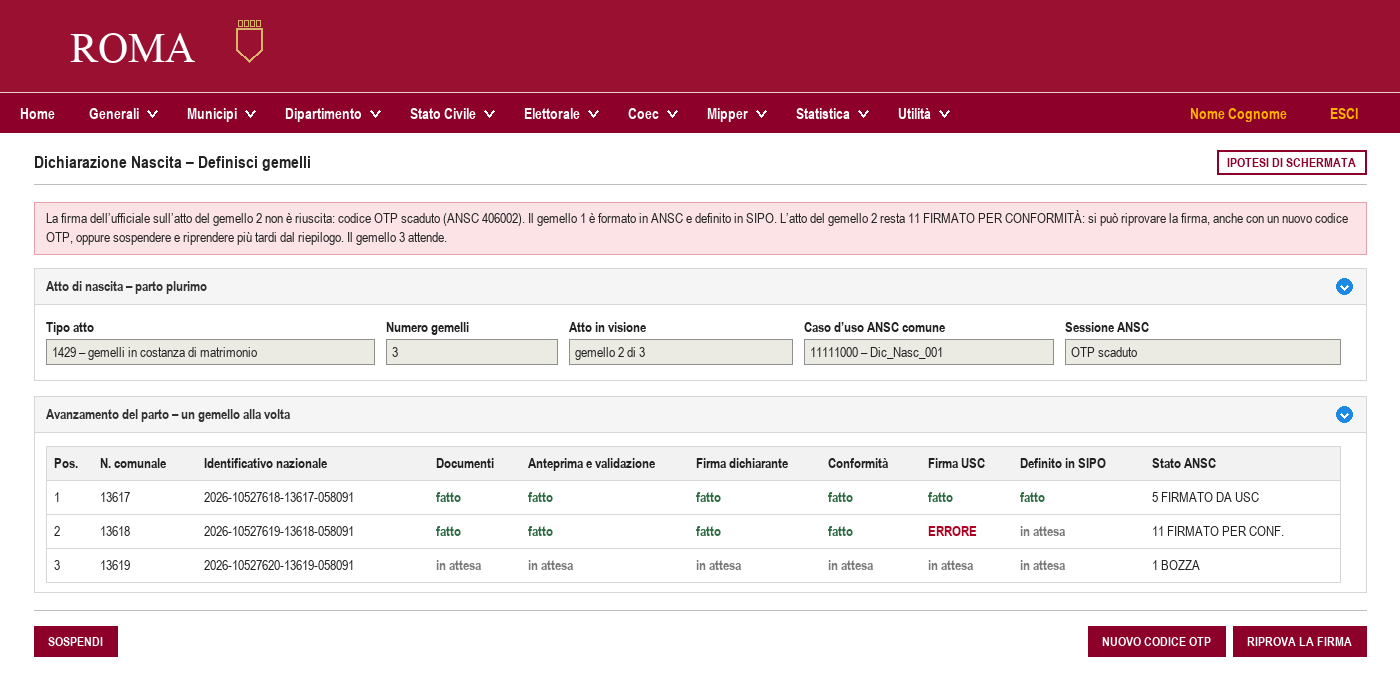 ROMA
Home Generali Municipi Dipartimento Stato Civile Elettorale Coec Mipper Statistica Utilità Nome Cognome ESCI
Dichiarazione Nascita – Definisci gemelli IPOTESI DI SCHERMATA
La firma dell’ufficiale sull’atto del gemello 2 non è riuscita: codice OTP scaduto (ANSC 406002). Il gemello 1 è formato in ANSC e definito in SIPO. L’atto del gemello 2 resta 11 FIRMATO PER CONFORMITÀ: si può riprovare la firma, anche con un nuovo codice
OTP, oppure sospendere e riprendere più tardi dal riepilogo. Il gemello 3 attende.
Atto di nascita – parto plurimo
Tipo atto Numero gemelli Atto in visione Caso d’uso ANSC comune Sessione ANSC
1429 – gemelli in costanza di matrimonio 3 gemello 2 di 3 11111000 – Dic_Nasc_001 OTP scaduto
Avanzamento del parto – un gemello alla volta
Pos. N. comunale Identificativo nazionale Documenti Anteprima e validazione Firma dichiarante Conformità Firma USC Definito in SIPO Stato ANSC
1 13617 2026-10527618-13617-058091 fatto fatto fatto fatto fatto fatto 5 FIRMATO DA USC
2 13618 2026-10527619-13618-058091 fatto fatto fatto fatto ERRORE in attesa 11 FIRMATO PER CONF.
3 13619 2026-10527620-13619-058091 in attesa in attesa in attesa in attesa in attesa in attesa 1 BOZZA
SOSPENDI NUOVO CODICE OTP RIPROVA LA FIRMA